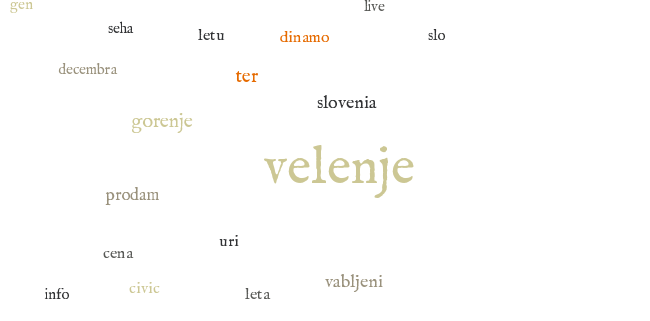 gen
live
seha
letu
dinamo
slo
decembra
ter
slovenia
gorenje
velenje
prodam
uri
cena
vabljeni
civic
info
leta